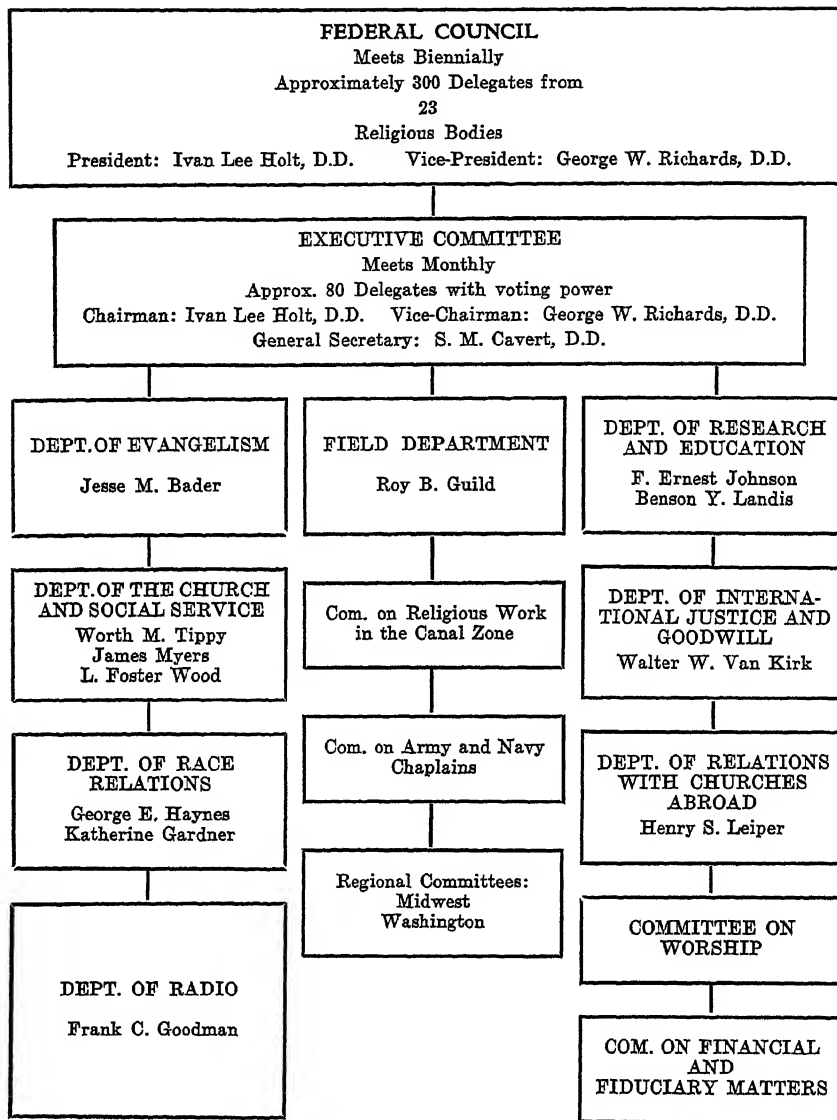 FEDERAL COUNCIL
Meets Biennially
Approximately 300 Delegates from
23
Religious Bodies
President: Ivan Lee Holt, D.D. Vice-President: George W. Richards, D.D.
EXECUTIVE COMMITTEE
Meets Monthly
Approx. 80 Delegates with voting power
Chairman: Ivan Lee Holt, D.D. Vice-Chairman: George W. Richards, D.D.
General Secretary: S. M. Cavert, D.D.
DEPT. OF EVANGELISM
Jesse M. Bader
DEPT. OF THE CHURCH
AND SOCIAL SERVICE
Worth M. Tippy
James Myers
L. Foster Wood
DEPT. OF RACE
RELATIONS
George E. Haynes
Katherine Gardner
DEPT. OF RADIO
Frank C. Goodman
FIELD DEPARTMENT
Roy B. Guild
Com. on Religious Work
in the Canal Zone
Com. on Army and Navy
Chaplains
Regional Committees:
Midwest
Washington
DEPT. OF RESEARCH
AND EDUCATION
F. Ernest Johnson
Benson Y. Landis
DEPT. OF INTERNA-
TIONAL JUSTICE AND
GOODWILL
Walter W. Van Kirk
DEPT. OF RELATIONS
WITH CHURCHES
ABROAD
Henry S. Leiper
COMMITTEE ON
WORSHIP
COM. ON FINANCIAL
AND
FIDUCIARY MATTERS